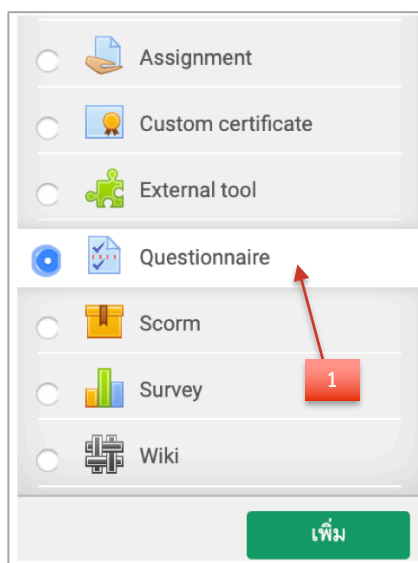 Assignment
Custom certificate
External tool
Questionnaire
Scorm
1
Survey
Wiki
เพิ่ม